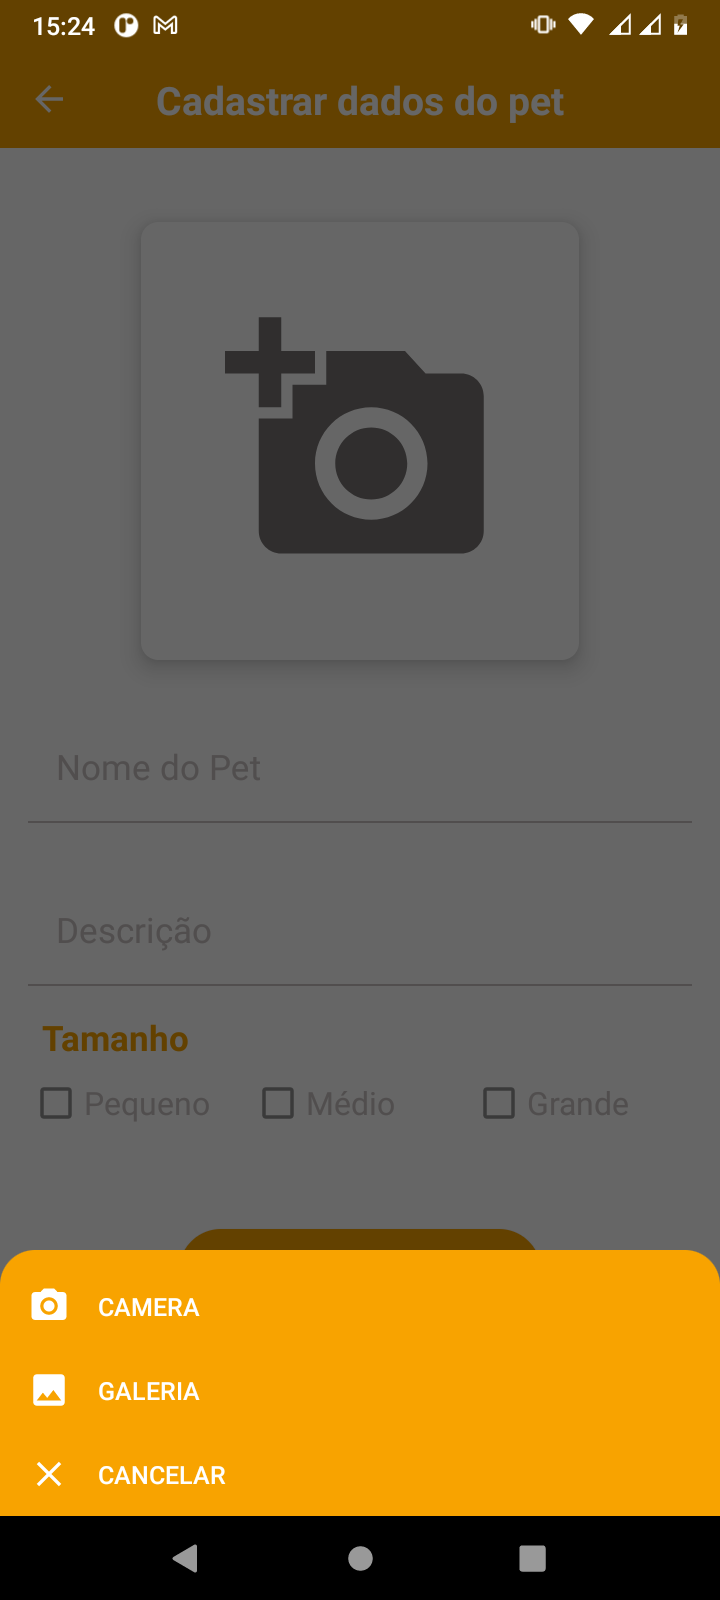 15:24
Cadastrar dados do pet
Nome do Pet
Descrição
Tamanho
Pequeno Médio Grande
CAMERA
GALERIA
CANCELAR